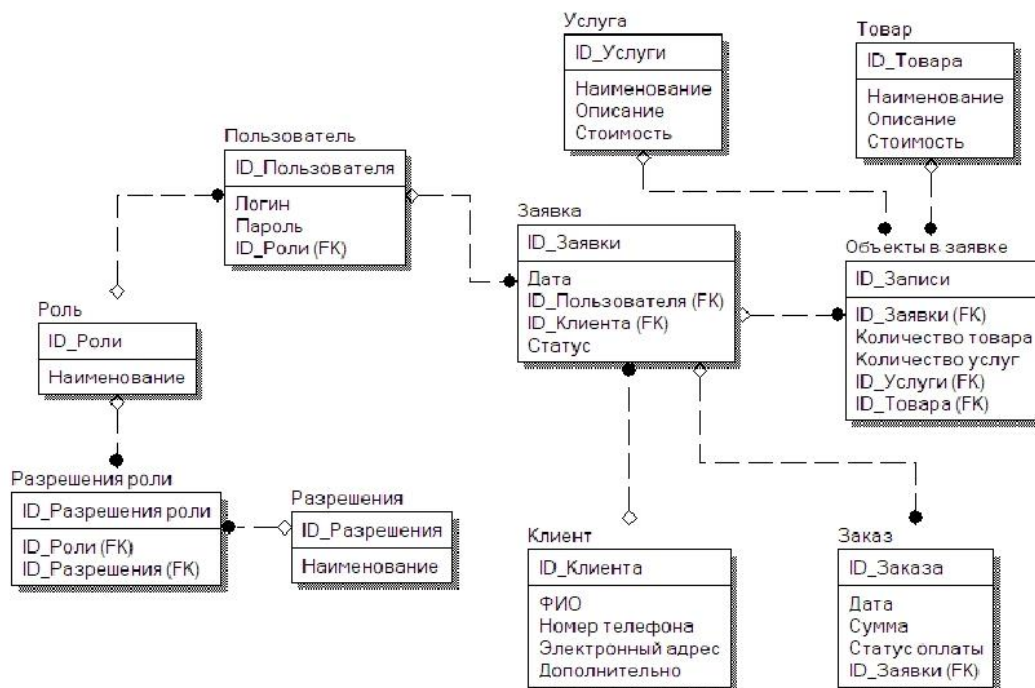 Услуга
ID_Услуги
Наименование
Описание
Стоимость
Товар
ID_Товара
Наименование
Описание
Стоимость
Пользователь
ID_Пользователя
Логин
Пароль
ID_Роли (FK)
Заявка
ID_Заявки
Дата
ID_Пользователя (FK)
ID_Клиента (FK)
Статус
Объекты в заявке
ID_Записи
ID_Заявки (FK)
Количество товара
Количество услуг
ID_Услуги (FK)
ID_Товара (FK)
Роль
ID_Роли
Наименование
Разрешения роли
ID_Разрешения роли
ID_Роли (FK)
ID_Разрешения (FK)
Разрешения
ID_Разрешения
Наименование
Клиент
ID_Клиента
ФИО
Номер телефона
Электронный адрес
Дополнительно
Заказ
ID_Заказа
Дата
Сумма
Статус оплаты
ID_Заявки (FK)